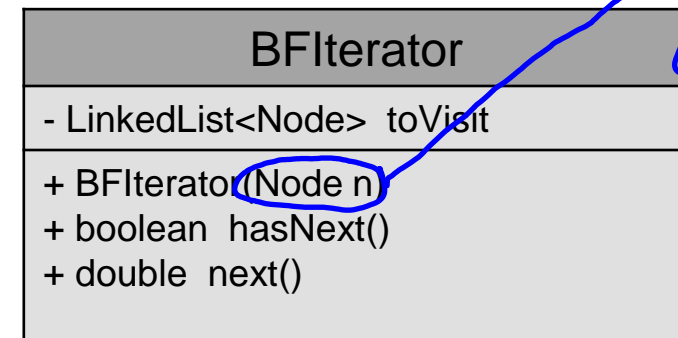 BFIterator
- LinkedList<Node> toVisit
+ BFIterator(Node n)
+ boolean hasNext()
+ double next()